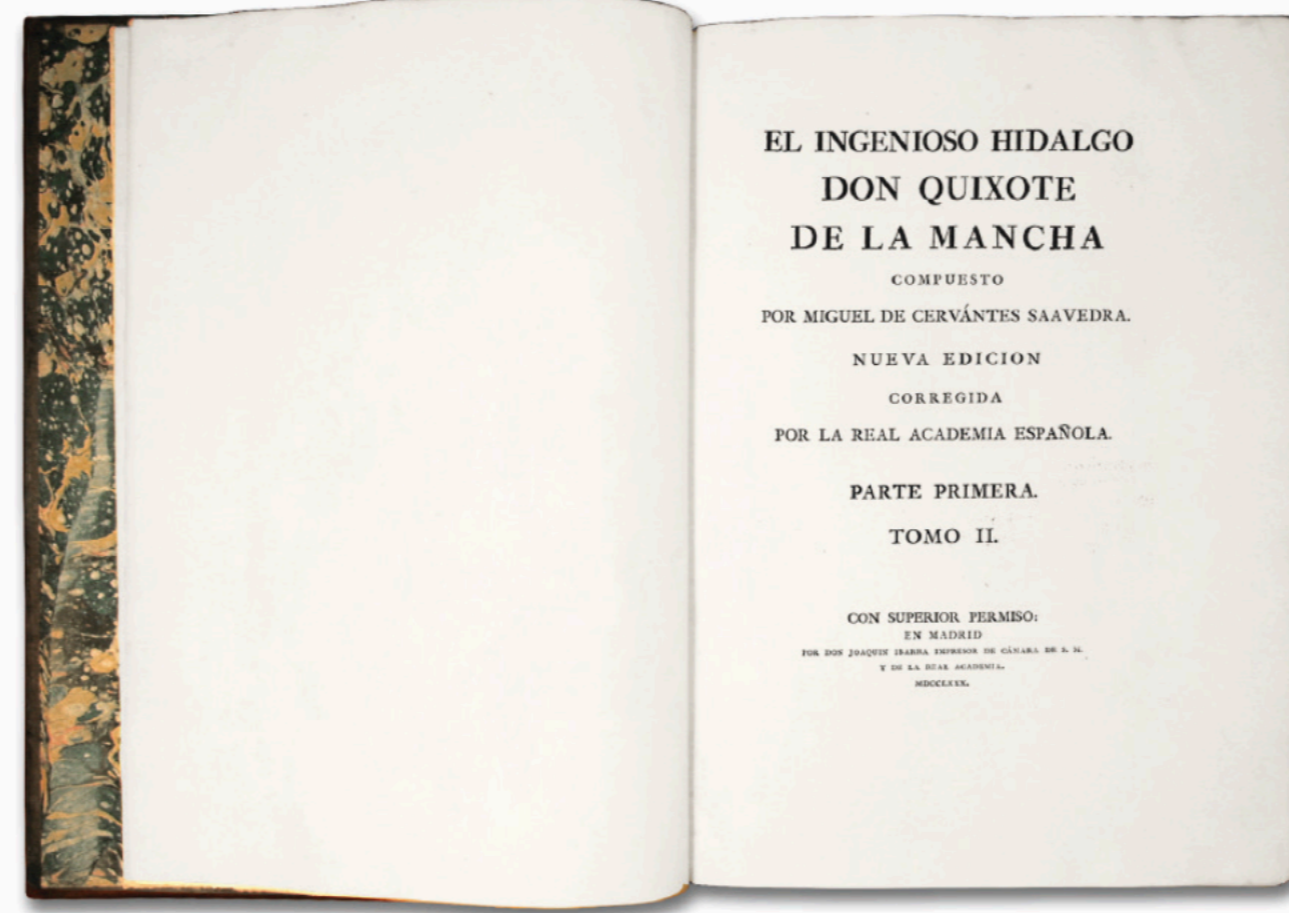 EL INGENIOSO HIDALGO
DON QUIXOTE
DE LA MANCHA
COMPUESTO
POR MIGUEL DE CERVÁNTES SAAVEDRA.
NUEVA EDICION
CORREGIDA
POR LA REAL ACADEMIA ESPAÑOLA.
PARTE PRIMERA.
TOMO II.
CON SUPERIOR PERMISO:
EN MADRID
POR DON JOAQUIN IBARRA IMPRESOR DE CÁMARA DE S. M.
Y DE LA REAL ACADEMIA.
MDCCLXXX.